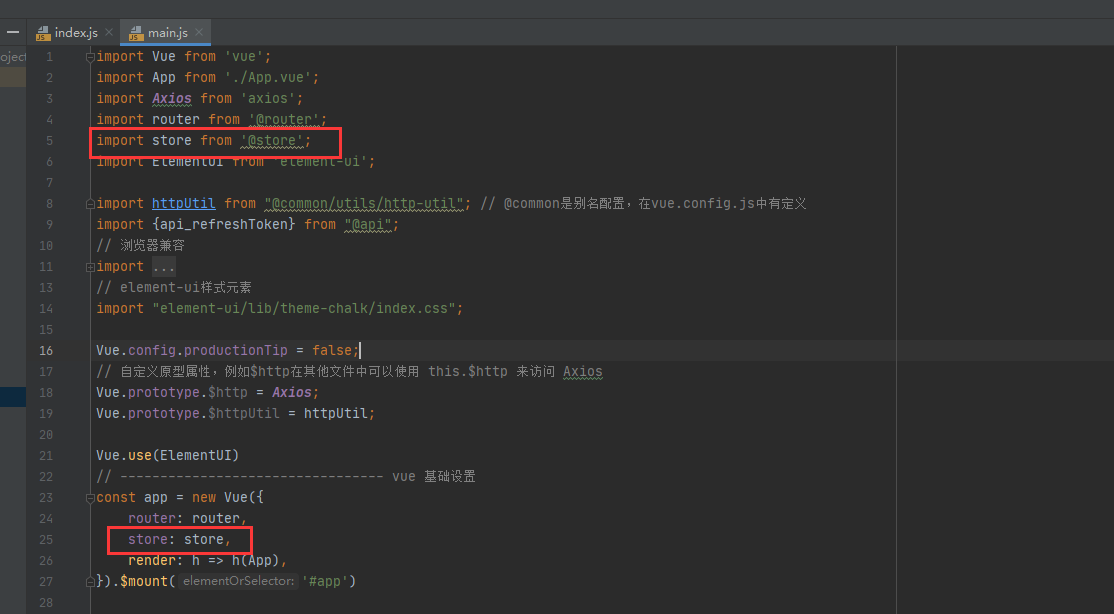 index.js
main.js
oject
1 import Vue from 'vue';
2 import App from './App.vue';
3 import Axios from 'axios';
4 import router from '@router';
5 import store from '@store';
6 import ElementUI from 'element-ui';
7
8 import httpUtil from "@common/utils/http-util"; // @common是别名配置，在vue.config.js中有定义
9 import {api_refreshToken} from "@api";
10 // 浏览器兼容
11 import ...
13 // element-ui样式元素
14 import "element-ui/lib/theme-chalk/index.css";
15
16 Vue.config.productionTip = false;
17 // 自定义原型属性，例如$http在其他文件中可以使用 this.$http 来访问 Axios
18 Vue.prototype.$http = Axios;
19 Vue.prototype.$httpUtil = httpUtil;
20
21 Vue.use(ElementUI)
22 // --------------------------------- vue 基础设置
23 const app = new Vue({
24 router: router,
25 store: store,
26 render: h => h(App),
27 }).$mount( elementOrSelector: '#app')
28